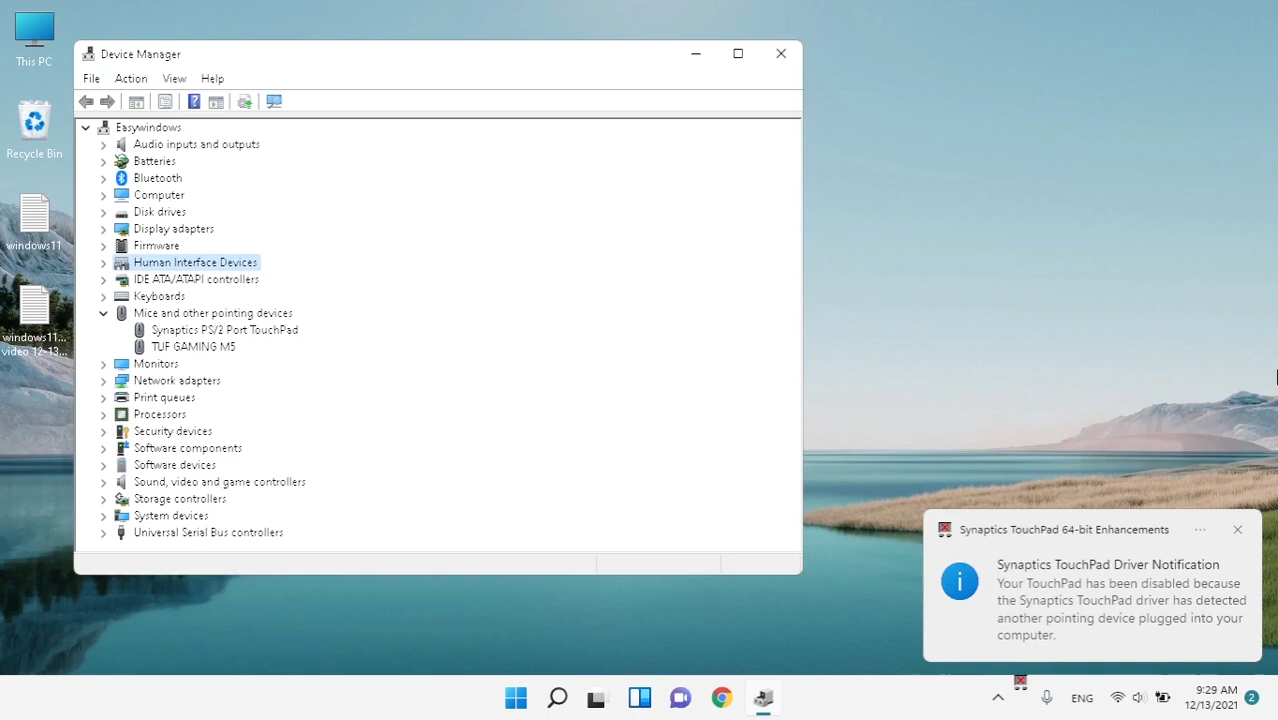 This PC
Recycle Bin
windows11
windows11...
video 12-13...
Device Manager
File Action View Help
Easywindows
Audio inputs and outputs
Batteries
Bluetooth
Computer
Disk drives
Display adapters
Firmware
Human Interface Devices
IDE ATA/ATAPI controllers
Keyboards
Mice and other pointing devices
Synaptics PS/2 Port TouchPad
TUF GAMING M5
Monitors
Network adapters
Print queues
Processors
Security devices
Software components
Software devices
Sound, video and game controllers
Storage controllers
System devices
Universal Serial Bus controllers
Synaptics TouchPad 64-bit Enhancements
Synaptics TouchPad Driver Notification
Your TouchPad has been disabled because
the Synaptics TouchPad driver has detected
another pointing device plugged into your
computer.
ENG
9:29 AM
12/13/2021
2